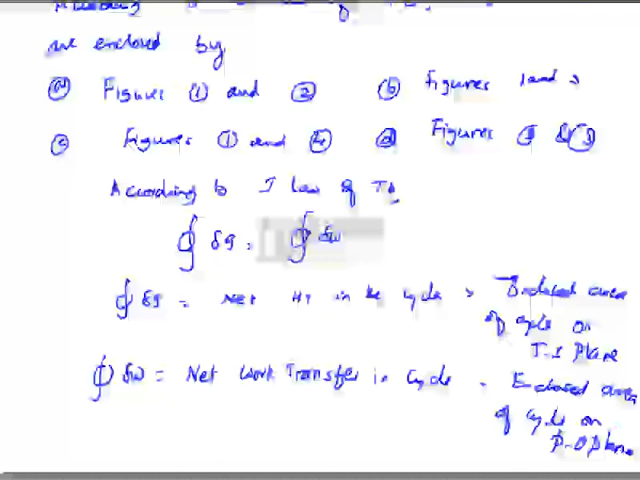 According
are enclosed by
(a) Figures (1) and (2) (b) Figures 1 and 3
(c) Figures (1) and (4) (d) Figures
According to I law of TD
∮ δQ = ∮ δW
∮ δQ = Net HT in the cycle = Enclosed area
of cycle on
T-S Plane
∮ δW = Net Work Transfer in cycle = Enclosed area
of cycle on
P-V Plane